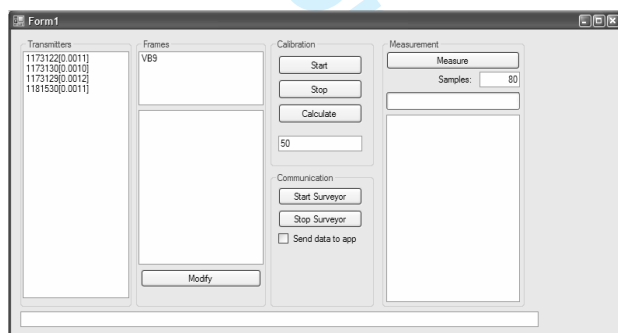 Form1
Transmitters
1173122[0.0011]
1173130[0.0010]
1173129[0.0012]
1181530[0.0011]
Frames
VB9
Modify
Calibration
Start
Stop
Calculate
50
Communication
Start Surveyor
Stop Surveyor
Send data to app
Measurement
Measure
Samples: 80